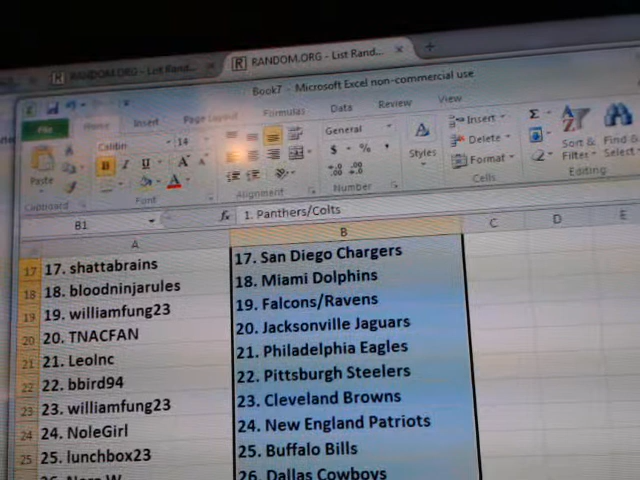 RANDOM.ORG - List Rand... × RANDOM.ORG - List Rand... × +
Book7 - Microsoft Excel non-commercial use
File Home Insert Page Layout Formulas Data Review View
Calibri 14 General Insert Σ
Paste B I U A A A $ % , Styles Delete Sort & Find &
Format Filter Select
Clipboard Font Alignment Number Cells Editing
B1 fx 1. Panthers/Colts
A B C D E
17 17. shattabrains 17. San Diego Chargers
18 18. bloodninjarules 18. Miami Dolphins
19 19. williamfung23 19. Falcons/Ravens
20 20. TNACFAN 20. Jacksonville Jaguars
21 21. LeoInc 21. Philadelphia Eagles
22 22. bbird94 22. Pittsburgh Steelers
23 23. williamfung23 23. Cleveland Browns
24 24. NoleGirl 24. New England Patriots
25 25. lunchbox23 25. Buffalo Bills
26. Dallas Cowboys